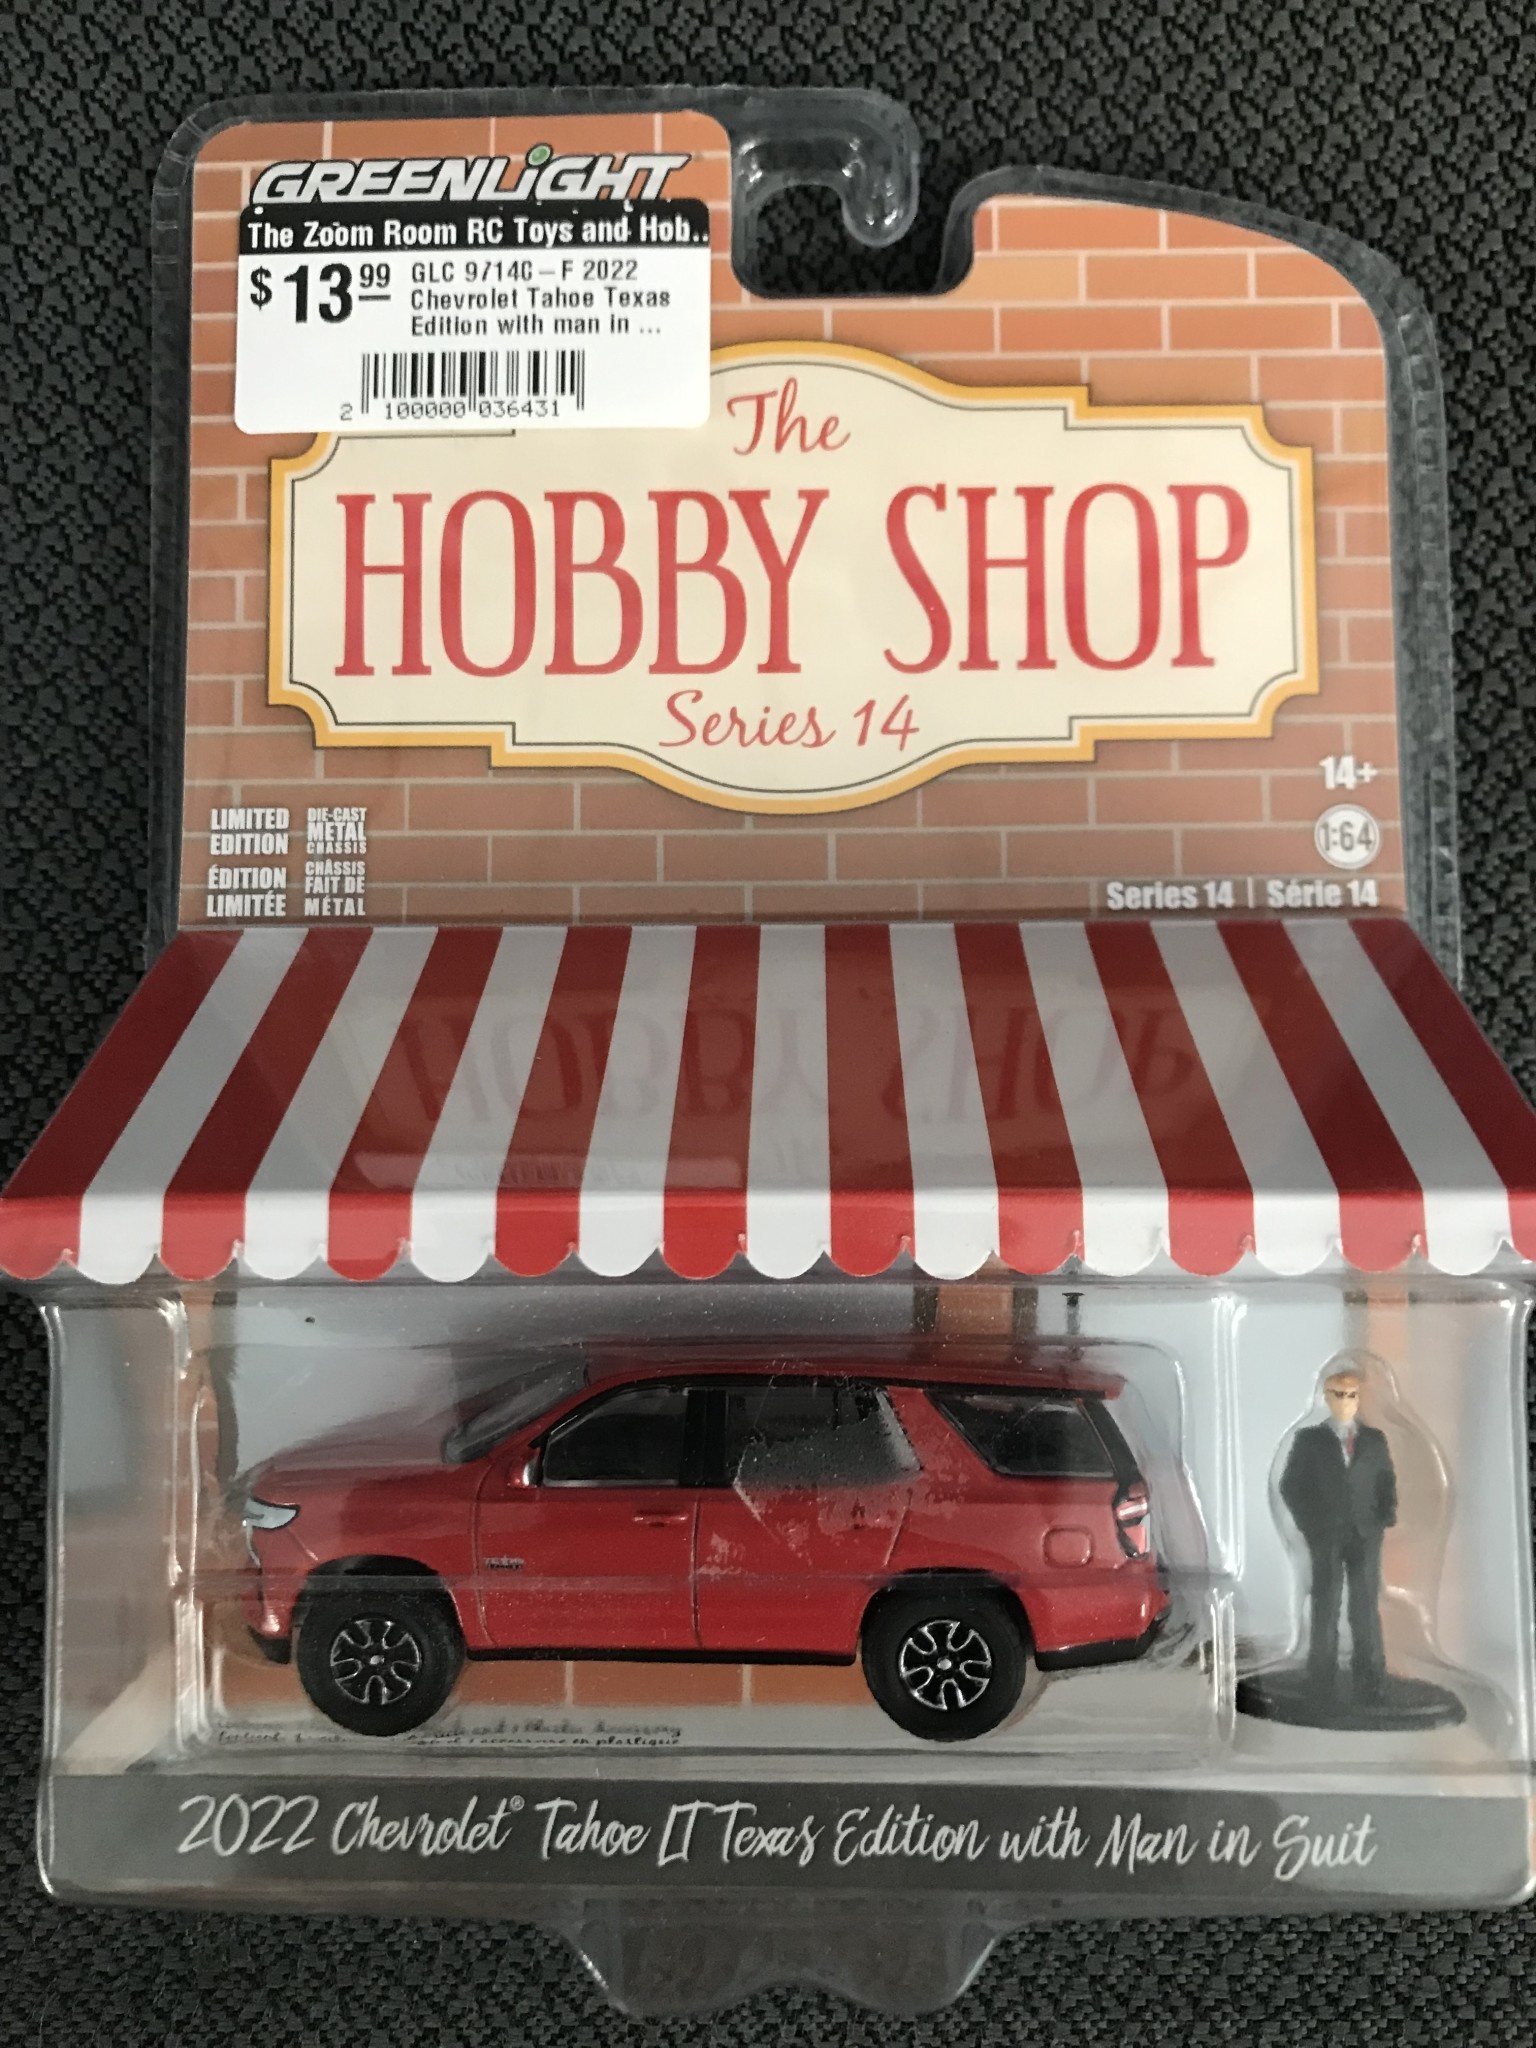 GREENLIGHT
The Zoom Room RC Toys and Hob..
$13.99
GLC 97140-F 2022
Chevrolet Tahoe Texas
Edition with man in ...
2 100000 036431
The
HOBBY SHOP
Series 14
14+
1:64
LIMITED
EDITION
DIE-CAST
METAL
CHASSIS
ÉDITION
LIMITÉE
CHÂSSIS
FAIT DE
MÉTAL
Series 14 | Série 14
2022 Chevrolet® Tahoe LT Texas Edition with Man in Suit